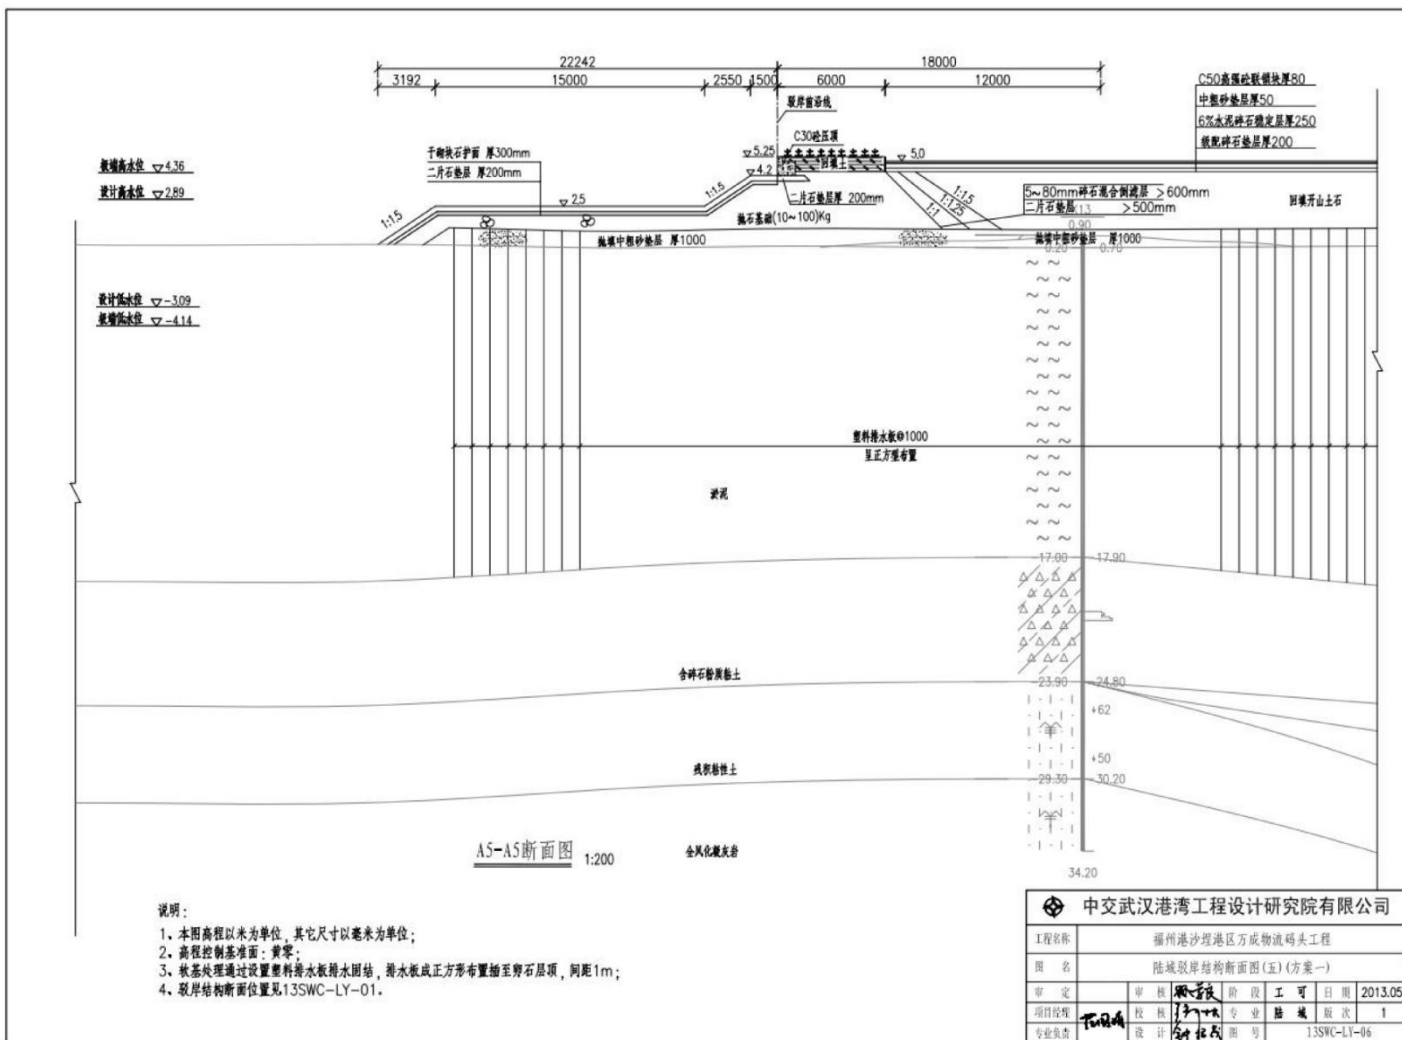 22242
18000
3192
15000
2550
1500
6000
12000
驳岸前沿线
C50高强砼联锁块厚80
中粗砂垫层厚50
6%水泥碎石稳定层厚250
级配碎石垫层厚200
C30砼压顶
干砌块石护面 厚300mm
二片石垫层 厚200mm
5.25
回填土
5.0
4.2
极端高水位 4.36
设计高水位 2.89
2.5
1:1.5
1:1.5
二片石垫层厚 200mm
1:1
1:1.25
1:1.5
5~80mm碎石混合倒滤层 >600mm
二片石垫层 >500mm
回填开山土石
抛石基础(10~100)Kg
0.90
抛填中粗砂垫层 厚1000
抛填中粗砂垫层 厚1000
0.20
-0.70
设计低水位 -3.09
极端低水位 -4.14
塑料排水板@1000
呈正方型布置
淤泥
-17.00
-17.90
含碎石粉质粘土
-23.90
-24.80
+62
+50
残积粘性土
-29.30
-30.20
全风化凝灰岩
34.20
A5-A5断面图 1:200
说明:
1、本图高程以米为单位,其它尺寸以毫米为单位;
2、高程控制基准面:黄零;
3、软基处理通过设置塑料排水板排水固结,排水板成正方形布置插至卵石层顶,间距1m;
4、驳岸结构断面位置见13SWC-LY-01。
中交武汉港湾工程设计研究院有限公司
工程名称 福州港沙埕港区万成物流码头工程
图 名 陆域驳岸结构断面图(五)(方案一)
审 定 审 核 阶 段 工 可 日 期 2013.05
项目经理 校 核 专 业 陆 域 版 次 1
专业负责 设 计 图 号 13SWC-LY-06